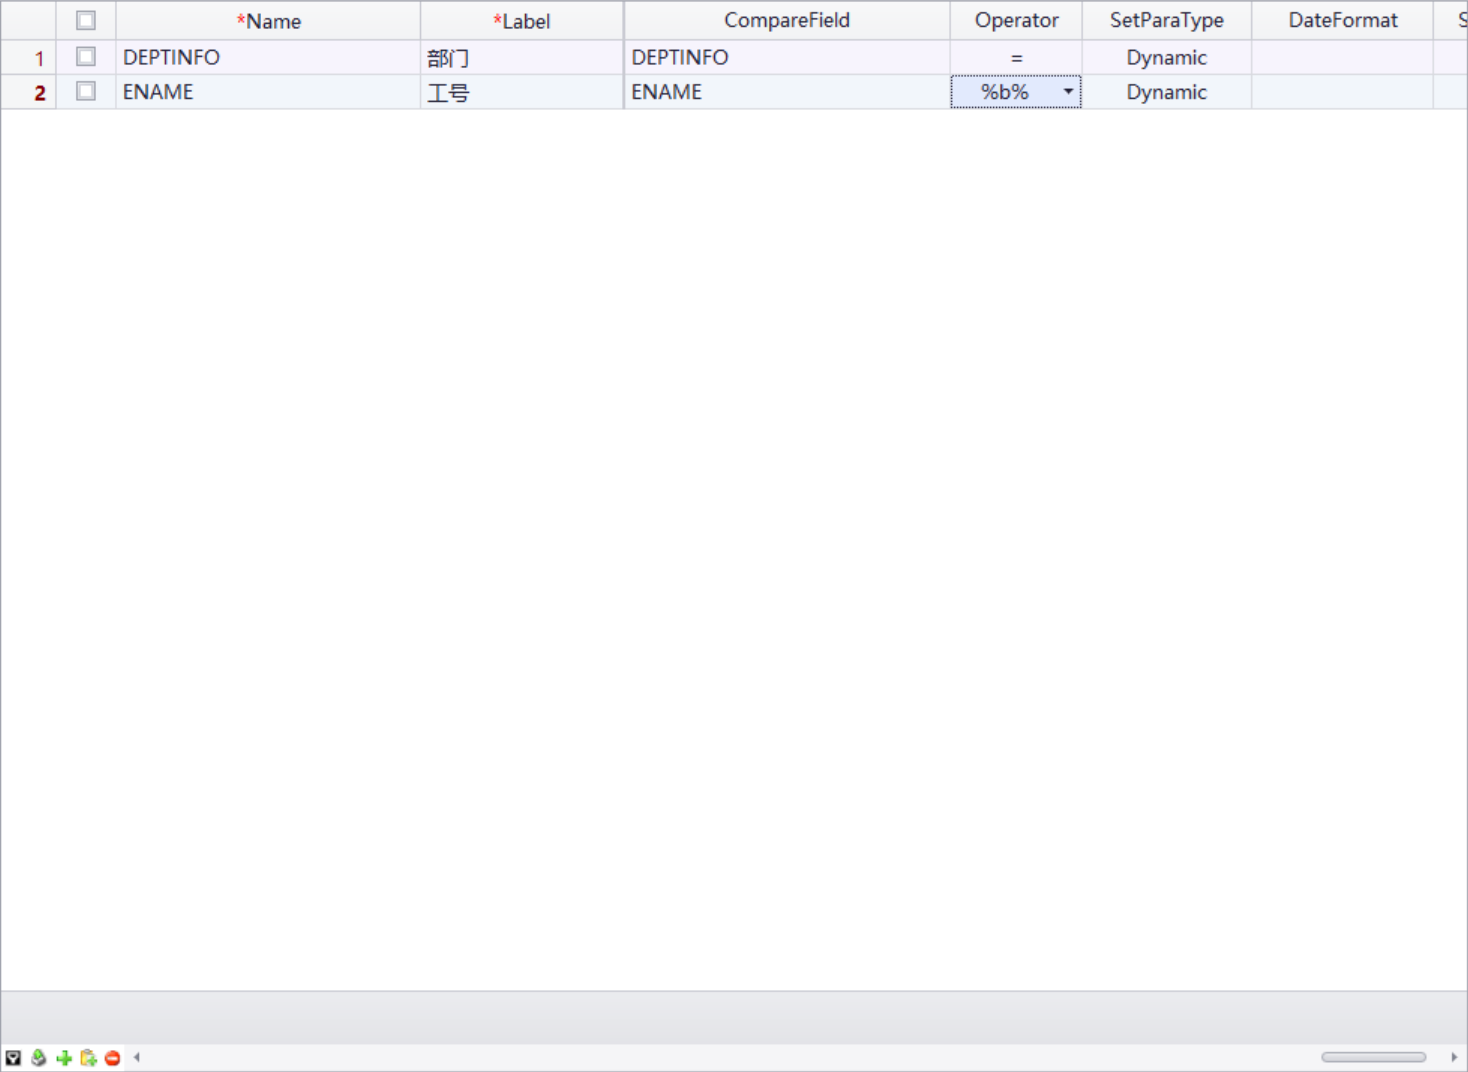 *Name *Label CompareField Operator SetParaType DateFormat
1 DEPTINFO 部门 DEPTINFO = Dynamic
2 ENAME 工号 ENAME %b% Dynamic